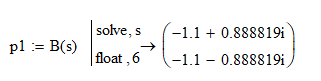 p1 := B(s) | solve, s
float, 6 → ( -1.1 + 0.888819i
-1.1 - 0.888819i )